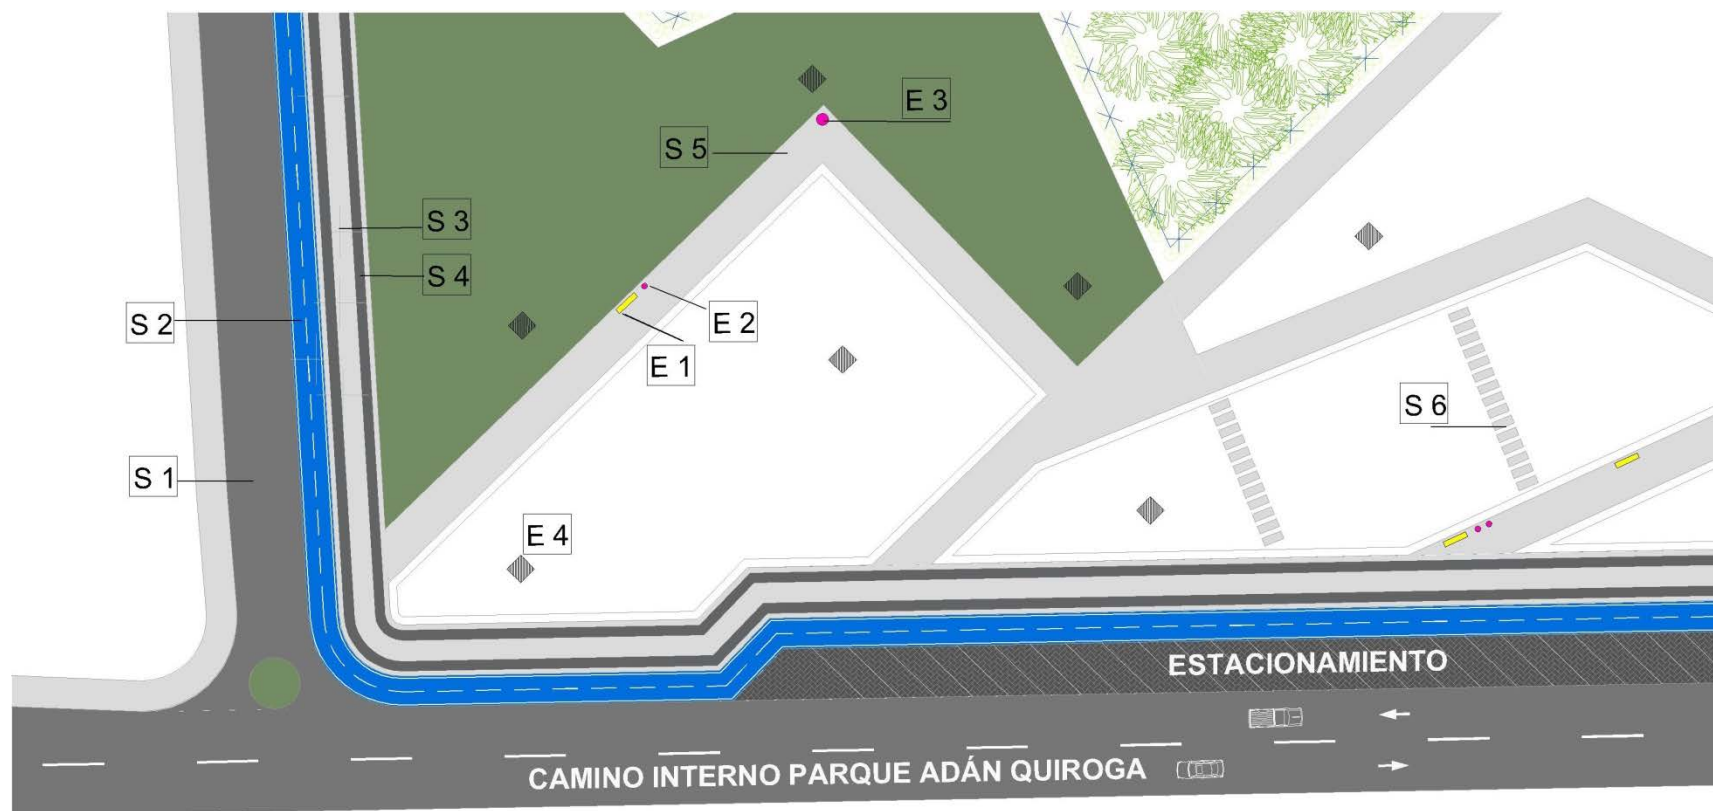 E 3
S 5
S 3
S 4
S 2
E 2
E 1
S 6
S 1
E 4
ESTACIONAMIENTO
CAMINO INTERNO PARQUE ADÁN QUIROGA